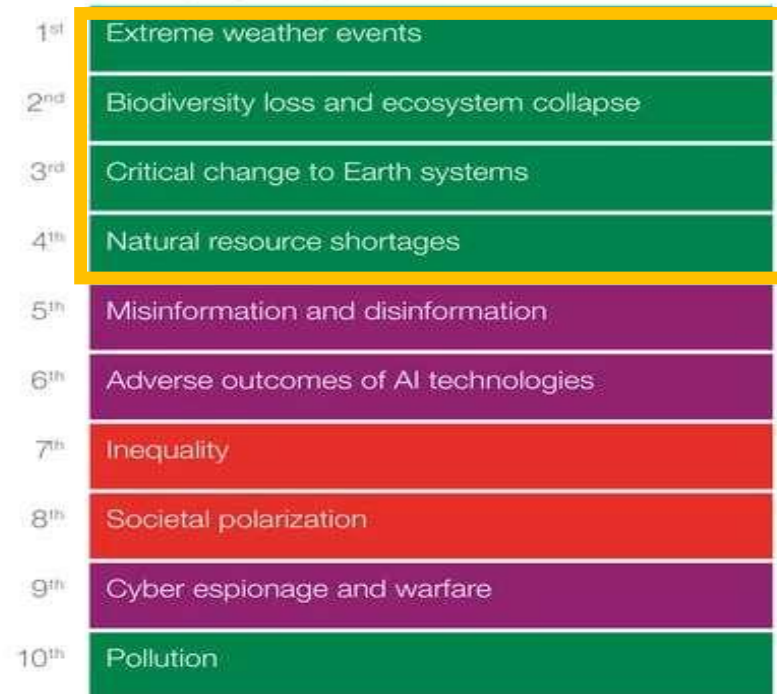 1st Extreme weather events
2nd Biodiversity loss and ecosystem collapse
3rd Critical change to Earth systems
4th Natural resource shortages
5th Misinformation and disinformation
6th Adverse outcomes of AI technologies
7th Inequality
8th Societal polarization
9th Cyber espionage and warfare
10th Pollution